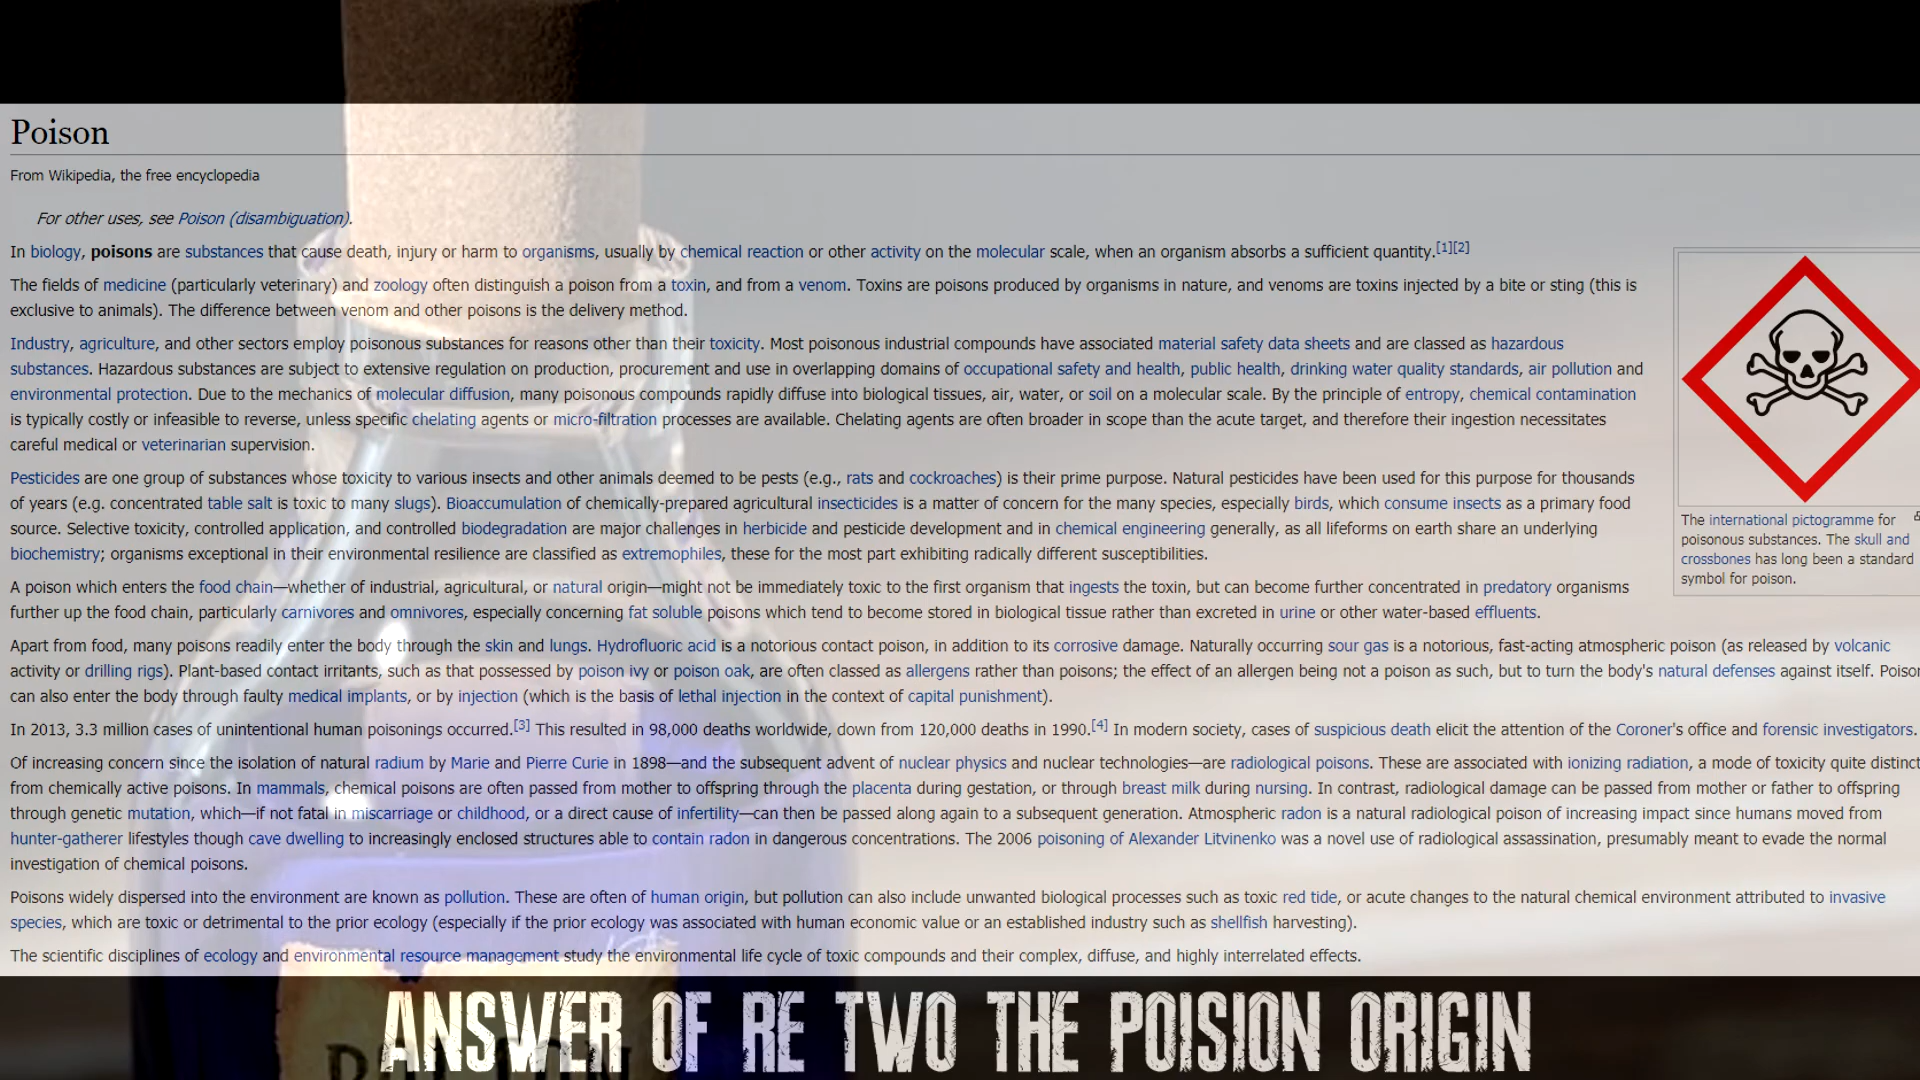 Poison
From Wikipedia, the free encyclopedia
For other uses, see Poison (disambiguation).
In biology, poisons are substances that cause death, injury or harm to organisms, usually by chemical reaction or other activity on the molecular scale, when an organism absorbs a sufficient quantity.[1][2]
The fields of medicine (particularly veterinary) and zoology often distinguish a poison from a toxin, and from a venom. Toxins are poisons produced by organisms in nature, and venoms are toxins injected by a bite or sting (this is
exclusive to animals). The difference between venom and other poisons is the delivery method.
Industry, agriculture, and other sectors employ poisonous substances for reasons other than their toxicity. Most poisonous industrial compounds have associated material safety data sheets and are classed as hazardous
substances. Hazardous substances are subject to extensive regulation on production, procurement and use in overlapping domains of occupational safety and health, public health, drinking water quality standards, air pollution and
environmental protection. Due to the mechanics of molecular diffusion, many poisonous compounds rapidly diffuse into biological tissues, air, water, or soil on a molecular scale. By the principle of entropy, chemical contamination
is typically costly or infeasible to reverse, unless specific chelating agents or micro-filtration processes are available. Chelating agents are often broader in scope than the acute target, and therefore their ingestion necessitates
careful medical or veterinarian supervision.
Pesticides are one group of substances whose toxicity to various insects and other animals deemed to be pests (e.g., rats and cockroaches) is their prime purpose. Natural pesticides have been used for this purpose for thousands
of years (e.g. concentrated table salt is toxic to many slugs). Bioaccumulation of chemically-prepared agricultural insecticides is a matter of concern for the many species, especially birds, which consume insects as a primary food
source. Selective toxicity, controlled application, and controlled biodegradation are major challenges in herbicide and pesticide development and in chemical engineering generally, as all lifeforms on earth share an underlying
biochemistry; organisms exceptional in their environmental resilience are classified as extremophiles, these for the most part exhibiting radically different susceptibilities.
The international pictogramme for
poisonous substances. The skull and
crossbones has long been a standard
symbol for poison.
A poison which enters the food chain—whether of industrial, agricultural, or natural origin—might not be immediately toxic to the first organism that ingests the toxin, but can become further concentrated in predatory organisms
further up the food chain, particularly carnivores and omnivores, especially concerning fat soluble poisons which tend to become stored in biological tissue rather than excreted in urine or other water-based effluents.
Apart from food, many poisons readily enter the body through the skin and lungs. Hydrofluoric acid is a notorious contact poison, in addition to its corrosive damage. Naturally occurring sour gas is a notorious, fast-acting atmospheric poison (as released by volcanic
activity or drilling rigs). Plant-based contact irritants, such as that possessed by poison ivy or poison oak, are often classed as allergens rather than poisons; the effect of an allergen being not a poison as such, but to turn the body's natural defenses against itself. Poison
can also enter the body through faulty medical implants, or by injection (which is the basis of lethal injection in the context of capital punishment).
In 2013, 3.3 million cases of unintentional human poisonings occurred.[3] This resulted in 98,000 deaths worldwide, down from 120,000 deaths in 1990.[4] In modern society, cases of suspicious death elicit the attention of the Coroner's office and forensic investigators.
Of increasing concern since the isolation of natural radium by Marie and Pierre Curie in 1898—and the subsequent advent of nuclear physics and nuclear technologies—are radiological poisons. These are associated with ionizing radiation, a mode of toxicity quite distinct
from chemically active poisons. In mammals, chemical poisons are often passed from mother to offspring through the placenta during gestation, or through breast milk during nursing. In contrast, radiological damage can be passed from mother or father to offspring
through genetic mutation, which—if not fatal in miscarriage or childhood, or a direct cause of infertility—can then be passed along again to a subsequent generation. Atmospheric radon is a natural radiological poison of increasing impact since humans moved from
hunter-gatherer lifestyles though cave dwelling to increasingly enclosed structures able to contain radon in dangerous concentrations. The 2006 poisoning of Alexander Litvinenko was a novel use of radiological assassination, presumably meant to evade the normal
investigation of chemical poisons.
Poisons widely dispersed into the environment are known as pollution. These are often of human origin, but pollution can also include unwanted biological processes such as toxic red tide, or acute changes to the natural chemical environment attributed to invasive
species, which are toxic or detrimental to the prior ecology (especially if the prior ecology was associated with human economic value or an established industry such as shellfish harvesting).
The scientific disciplines of ecology and environmental resource management study the environmental life cycle of toxic compounds and their complex, diffuse, and highly interrelated effects.
ANSWER OF RE TWO THE POISION ORIGIN